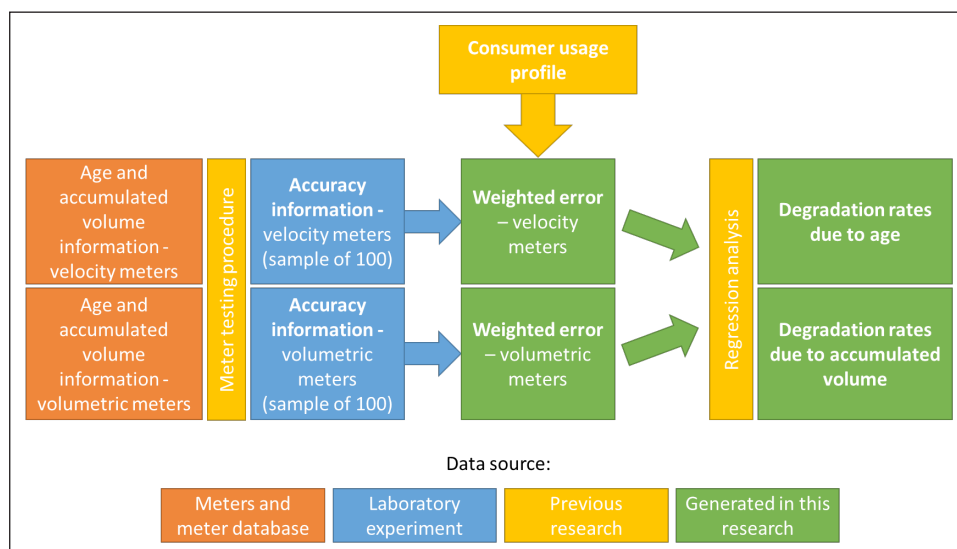 Consumer usage
profile
Age and
accumulated
volume
information -
velocity meters
Meter testing procedure
Accuracy
information -
velocity meters
(sample of 100)
Weighted error
– velocity
meters
Regression analysis
Degradation rates
due to age
Age and
accumulated
volume
information -
volumetric meters
Accuracy
information -
volumetric
meters
(sample of 100)
Weighted error
– volumetric
meters
Degradation rates
due to accumulated
volume
Data source:
Meters and
meter database
Laboratory
experiment
Previous
research
Generated in this
research